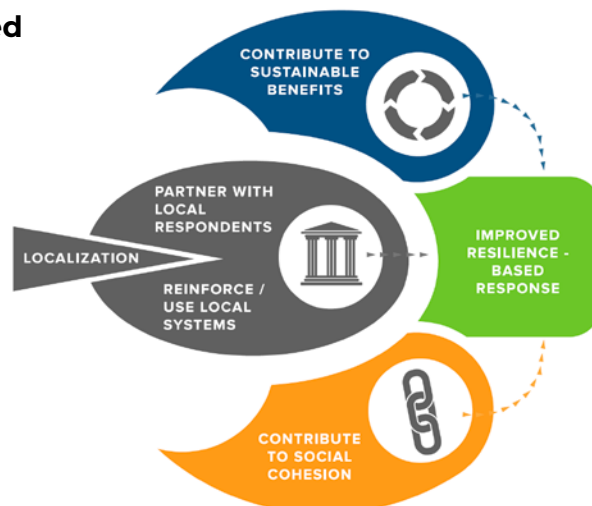 ed
CONTRIBUTE TO
SUSTAINABLE
BENEFITS
PARTNER WITH
LOCAL
RESPONDENTS
LOCALIZATION
REINFORCE /
USE LOCAL
SYSTEMS
IMPROVED
RESILIENCE -
BASED
RESPONSE
CONTRIBUTE
TO SOCIAL
COHESION